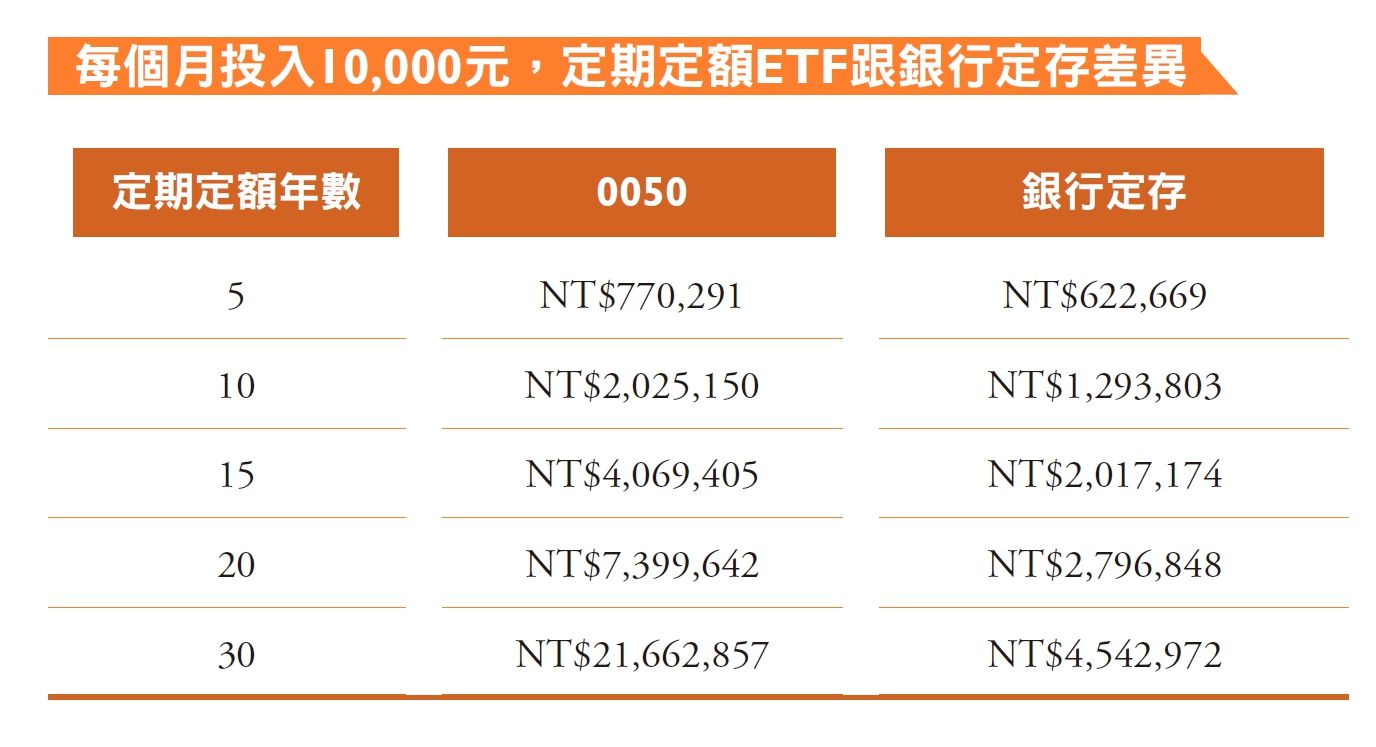 每個月投入10,000元，定期定額ETF跟銀行定存差異
定期定額年數 0050 銀行定存
5 NT$770,291 NT$622,669
10 NT$2,025,150 NT$1,293,803
15 NT$4,069,405 NT$2,017,174
20 NT$7,399,642 NT$2,796,848
30 NT$21,662,857 NT$4,542,972